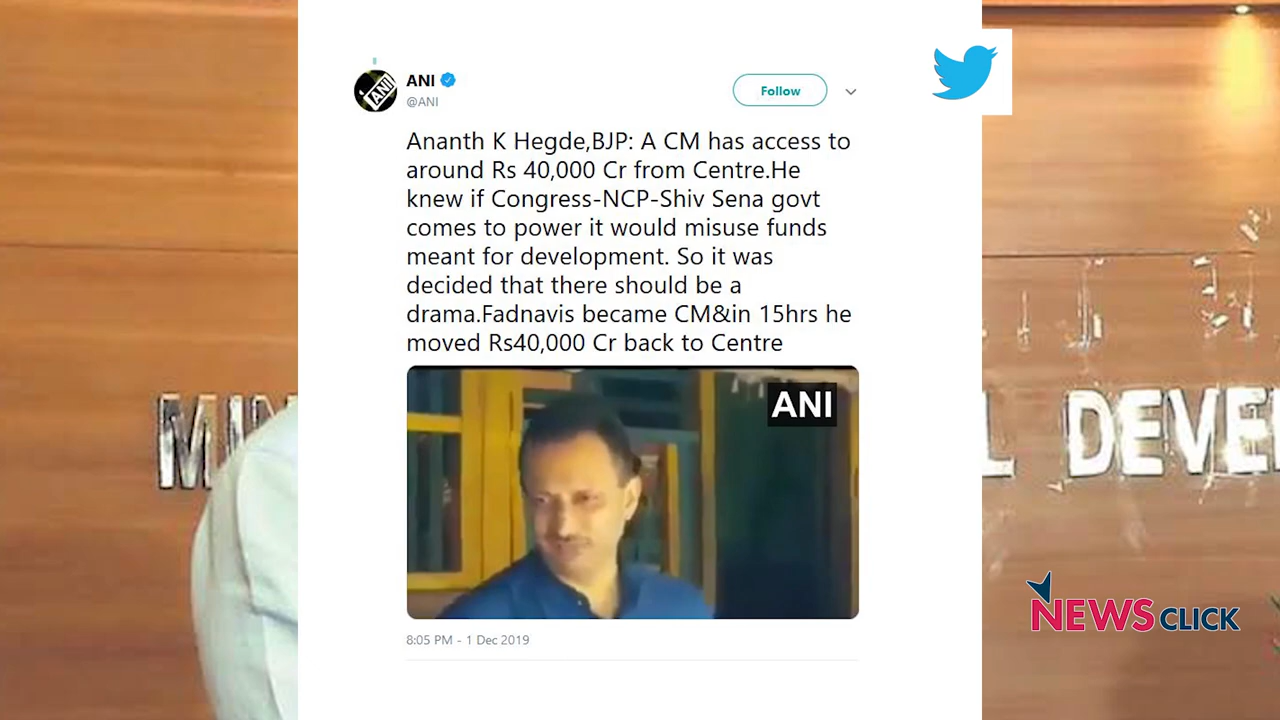 ANI
@ANI
Follow
Ananth K Hegde,BJP: A CM has access to
around Rs 40,000 Cr from Centre.He
knew if Congress-NCP-Shiv Sena govt
comes to power it would misuse funds
meant for development. So it was
decided that there should be a
drama.Fadnavis became CM&in 15hrs he
moved Rs40,000 Cr back to Centre
ANI
8:05 PM - 1 Dec 2019
NEWSCLICK